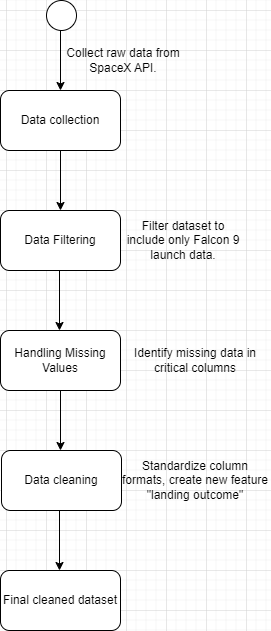 Collect raw data from
SpaceX API.
Data collection
Data Filtering
Filter dataset to
include only Falcon 9
launch data.
Handling Missing
Values
Identify missing data in
critical columns
Data cleaning
Standardize column
formats, create new feature
"landing outcome"
Final cleaned dataset